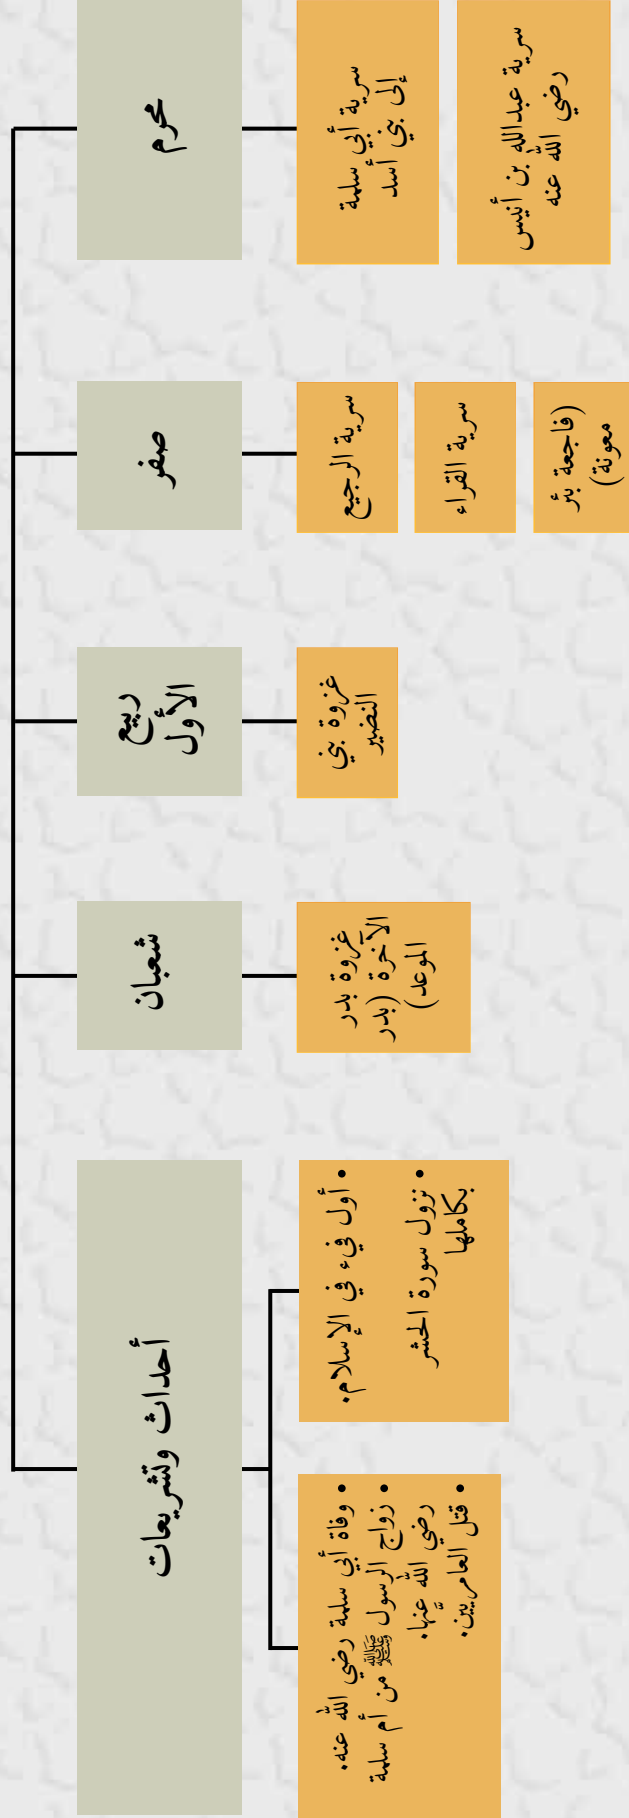 محرم
سرية أبي سلمة
إلى بني أسد
سرية عبدالله بن أنيس
رضي الله عنه
صفر
سرية الرجيع
سرية القراء
(فاجعة بئر
معونة)
ربيع
الأول
غزوة بني
النضير
شعبان
غزوة بدر
الآخرة (بدر
الموعد)
أحداث وتشريعات
• أول فيء في الإسلام.
• نزول سورة الحشر
بكاملها
• وفاة أبي سلمة رضي الله عنه.
• زواج الرسول ﷺ من أم سلمة
رضي الله عنها.
• قتل العامريين.